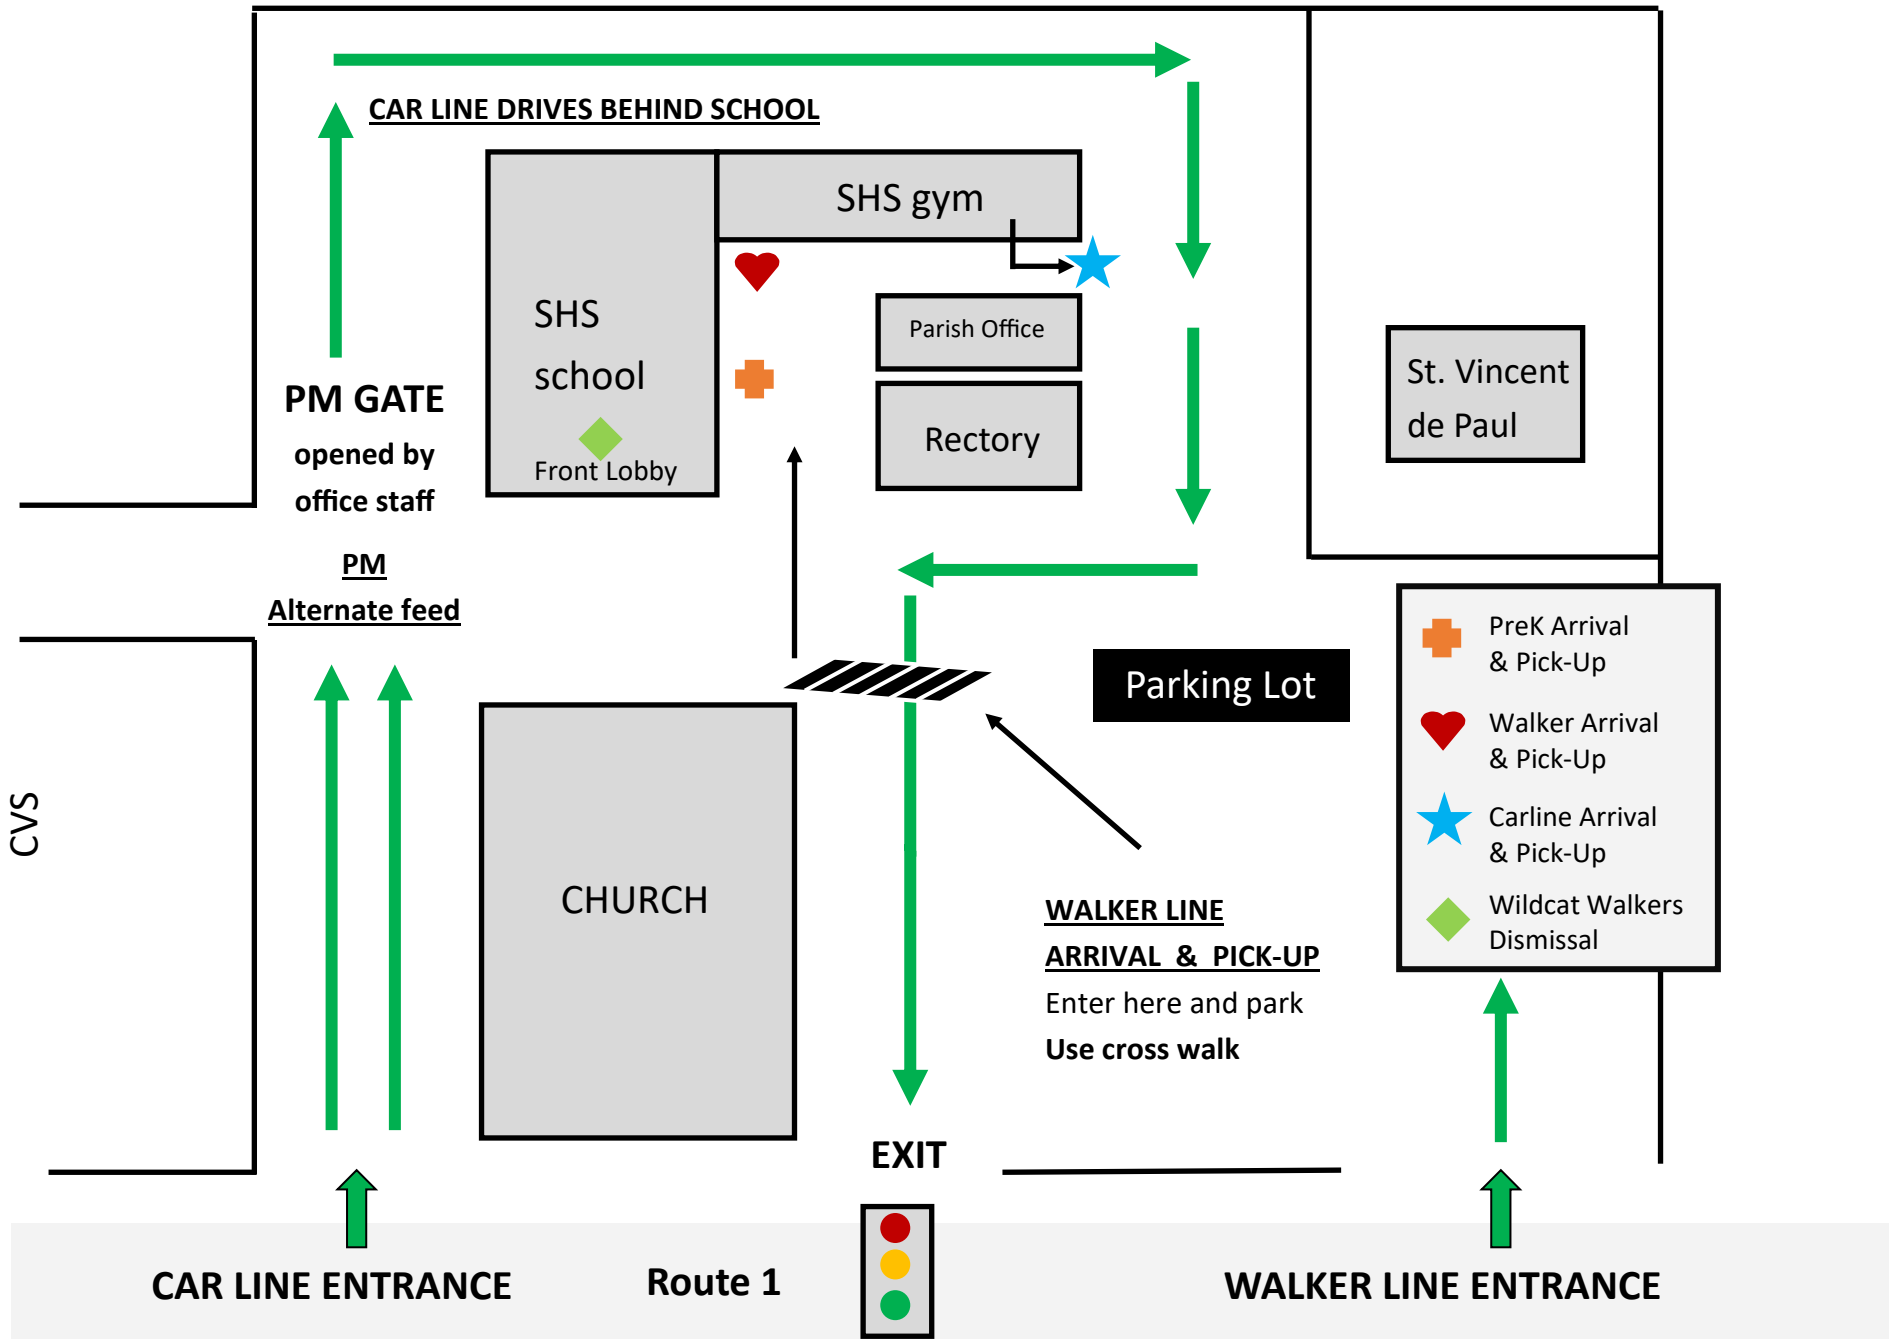 CAR LINE DRIVES BEHIND SCHOOL
SHS gym
SHS
school
Front Lobby
Parish Office
Rectory
St. Vincent
de Paul
PM GATE
opened by
office staff
PM
Alternate feed
Parking Lot
PreK Arrival
& Pick-Up
Walker Arrival
& Pick-Up
Carline Arrival
& Pick-Up
Wildcat Walkers
Dismissal
CVS
CHURCH
WALKER LINE
ARRIVAL & PICK-UP
Enter here and park
Use cross walk
EXIT
CAR LINE ENTRANCE
Route 1
WALKER LINE ENTRANCE